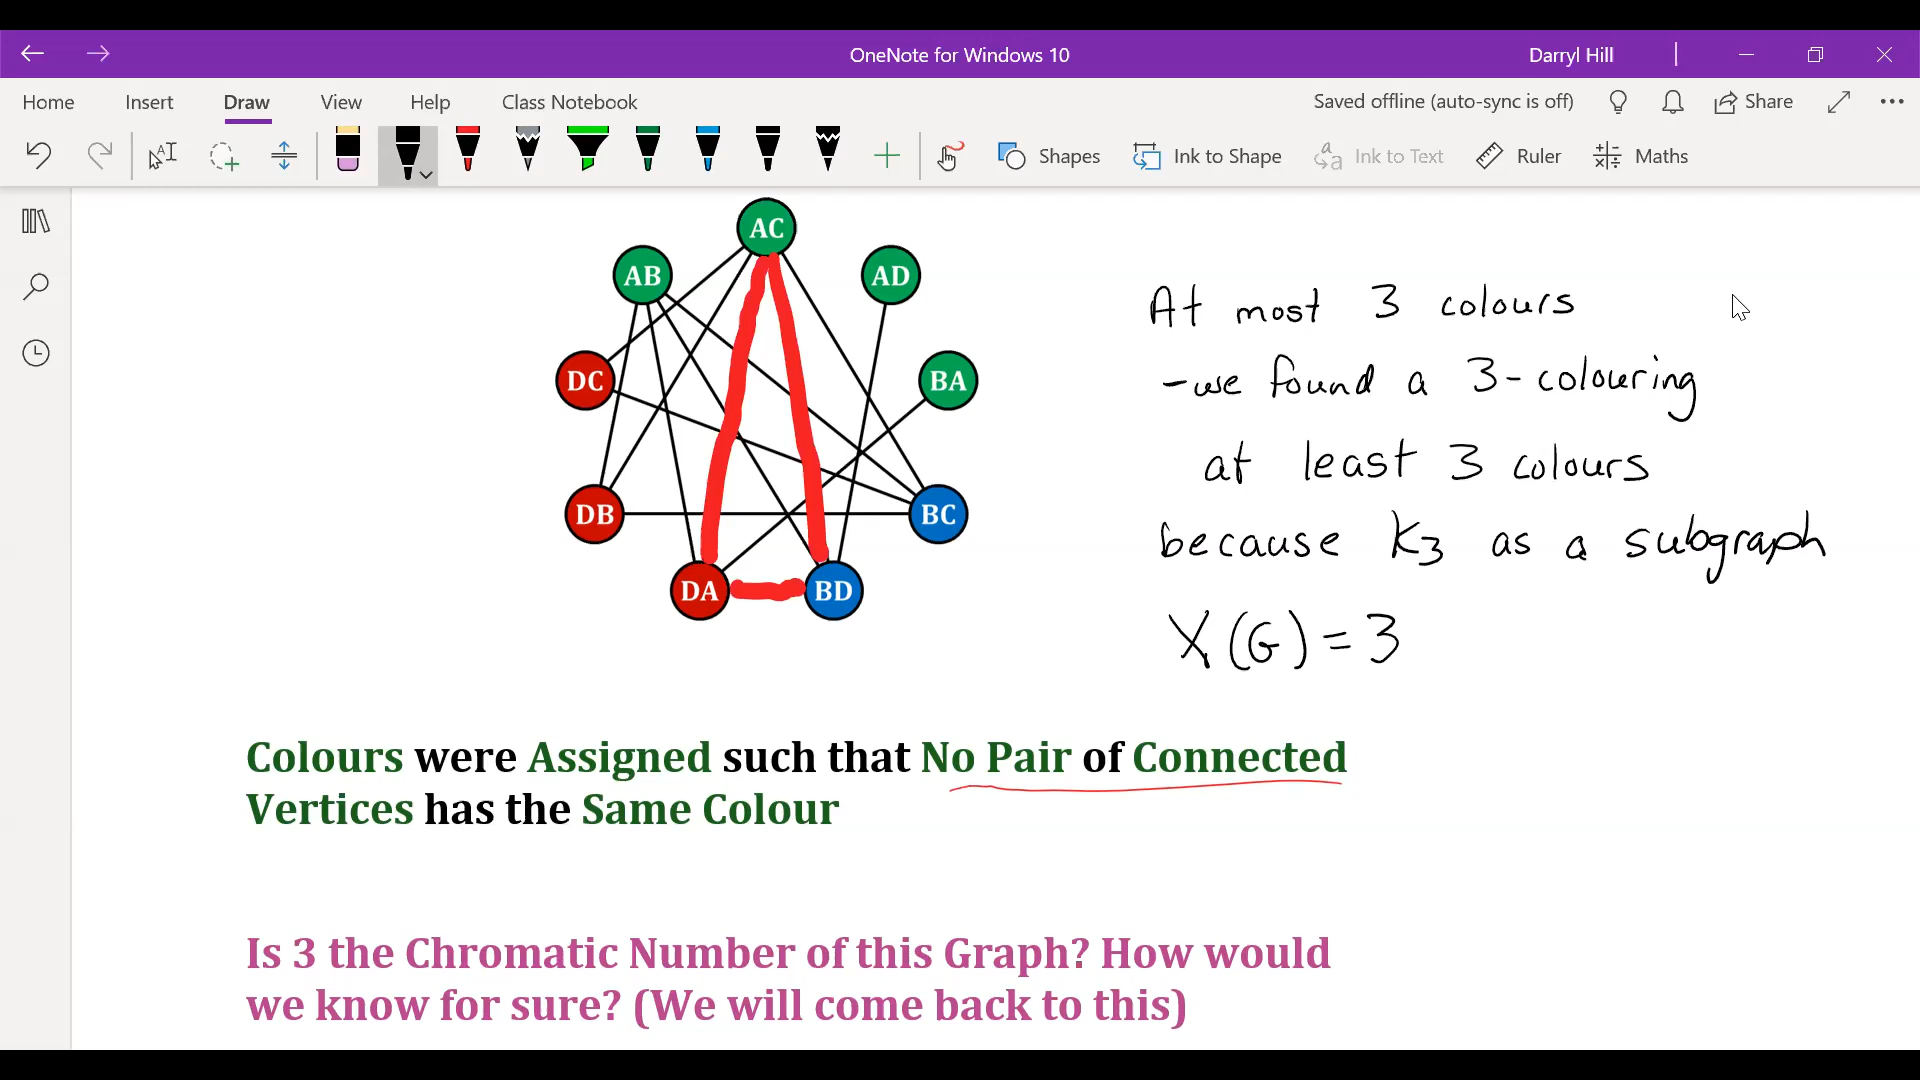 OneNote for Windows 10
Darryl Hill
Home Insert Draw View Help Class Notebook
Saved offline (auto-sync is off) Share
Shapes Ink to Shape Ink to Text Ruler Maths
AC
AB
AD
DC
BA
DB
BC
DA
BD
At most 3 colours
- we found a 3-colouring
at least 3 colours
because K3 as a subgraph
X(G) = 3
Colours were Assigned such that No Pair of Connected
Vertices has the Same Colour
Is 3 the Chromatic Number of this Graph? How would
we know for sure? (We will come back to this)